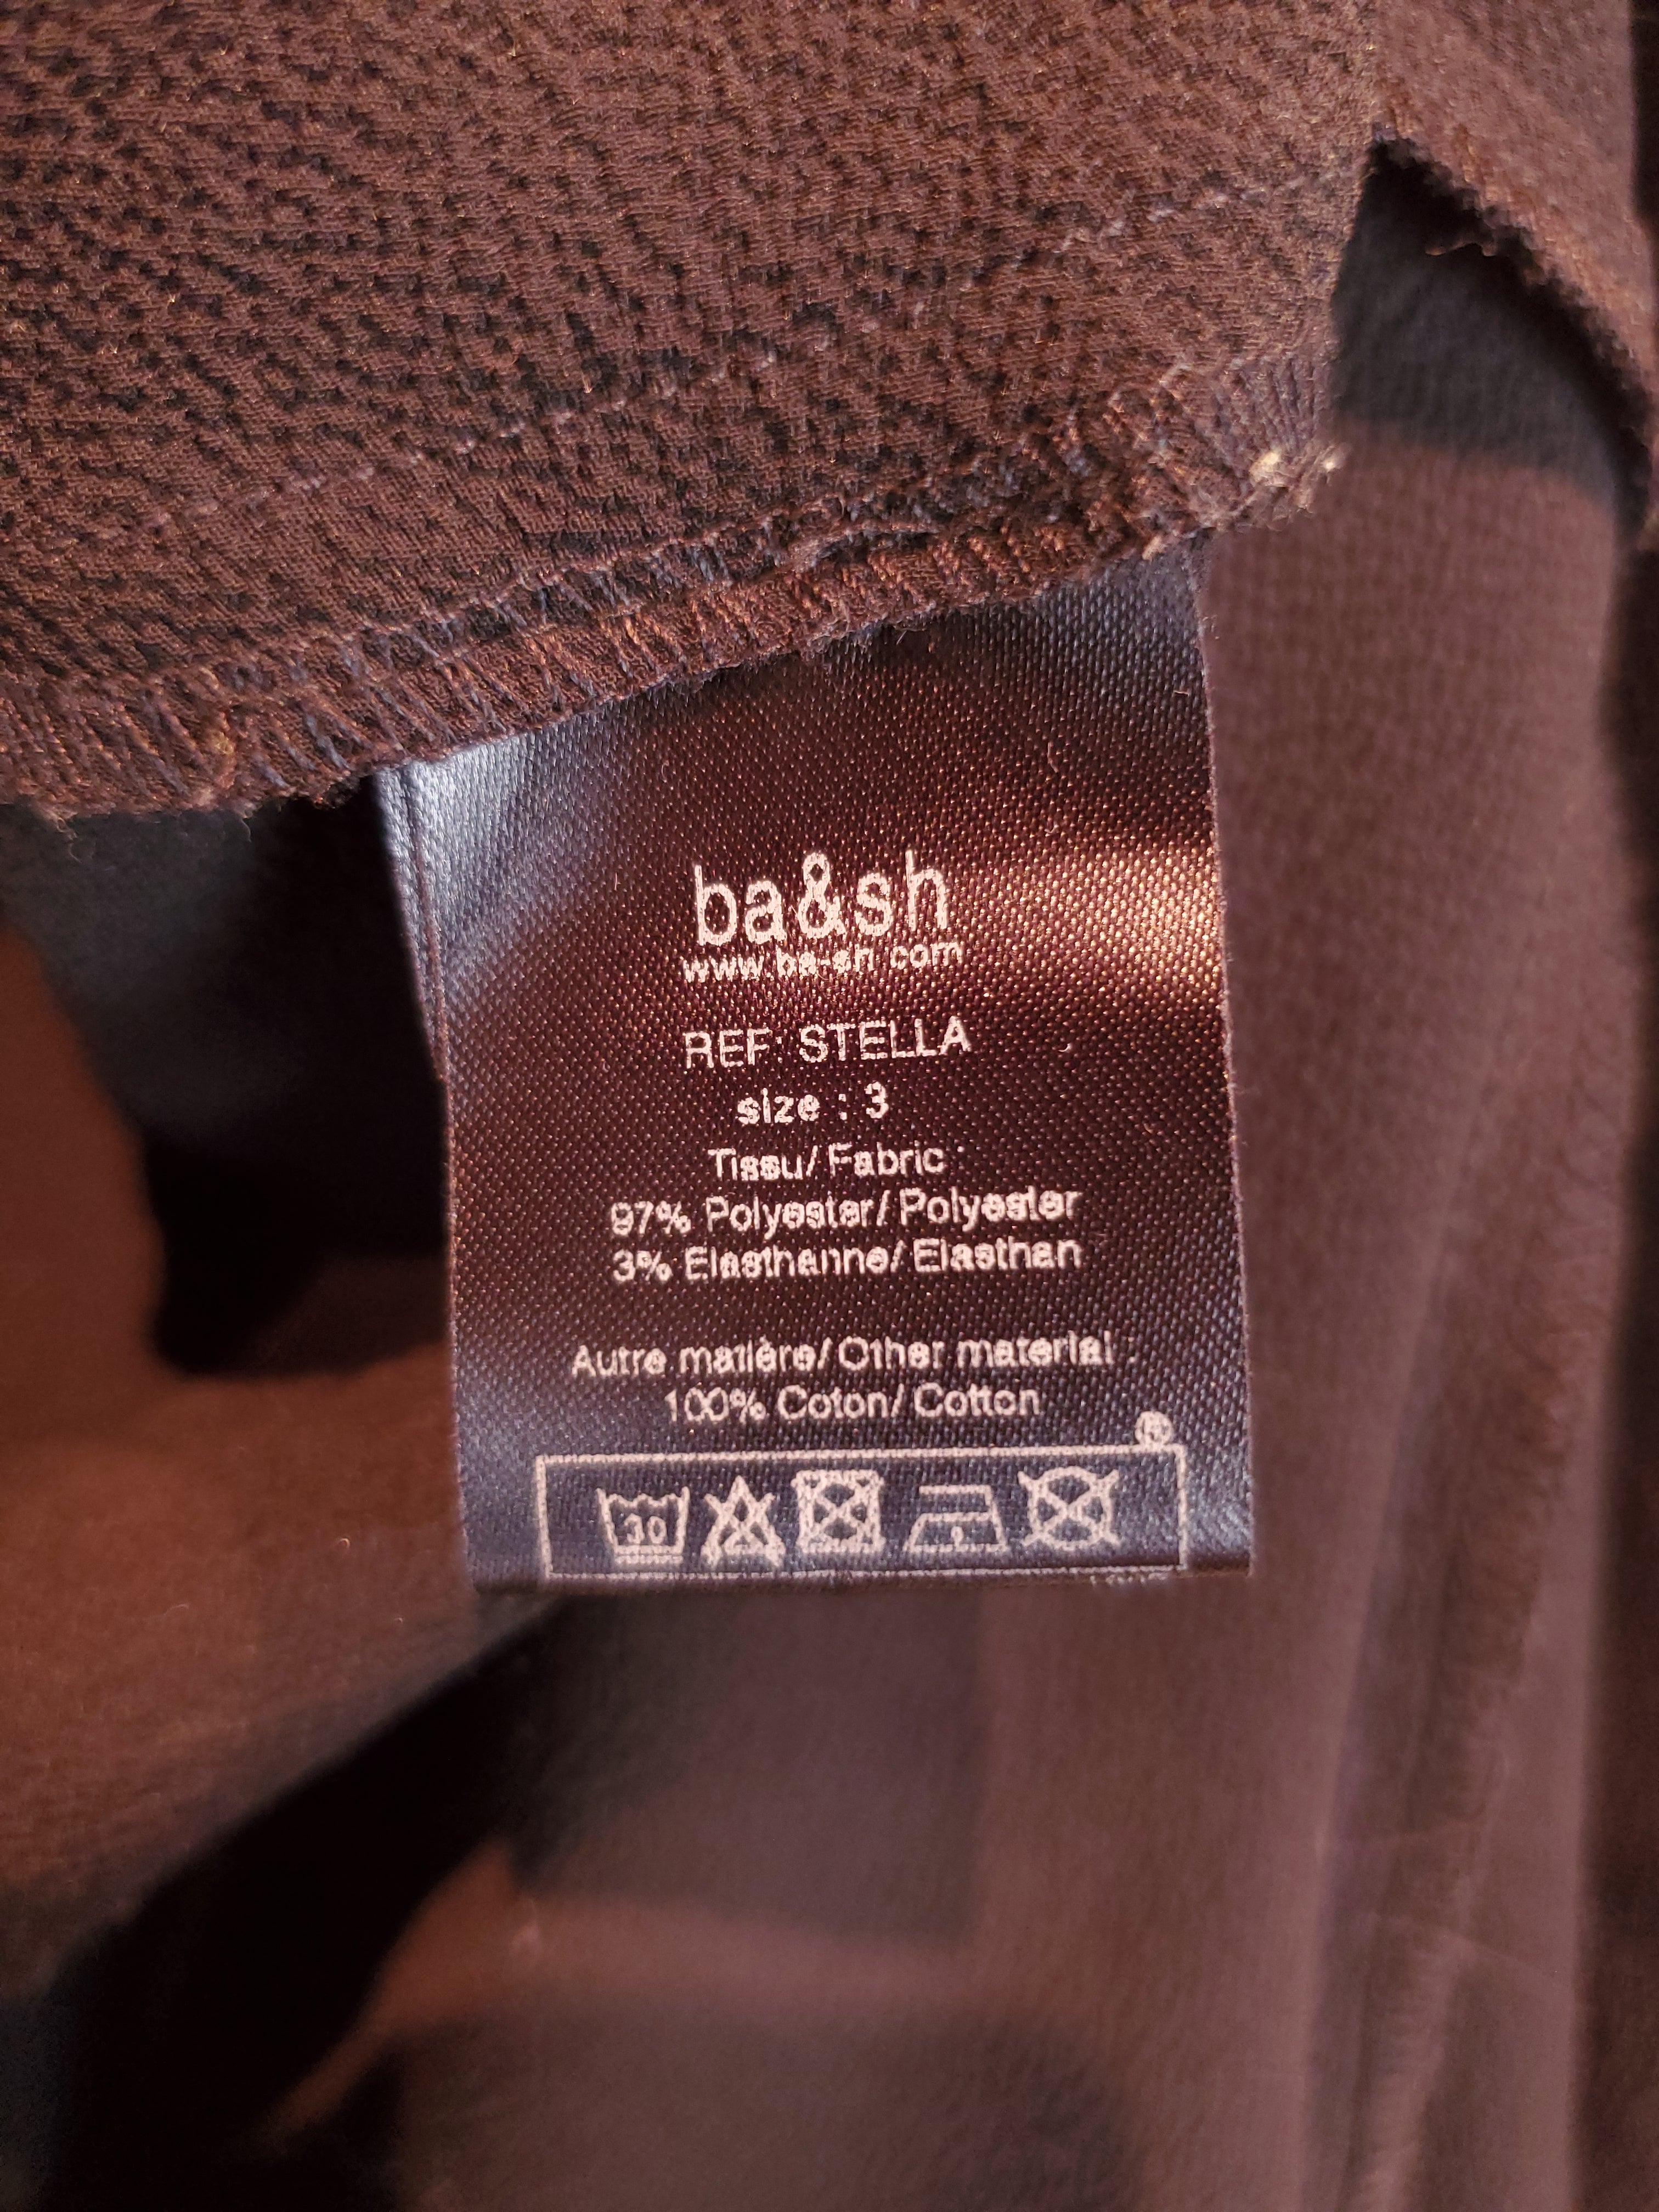 ba&sh
www.ba-sh.com
REF: STELLA
size : 3
Tissu/ Fabric :
97% Polyester/ Polyester
3% Elasthanne/ Elasthan
Autre matière/ Other material :
100% Coton/ Cotton
®
30